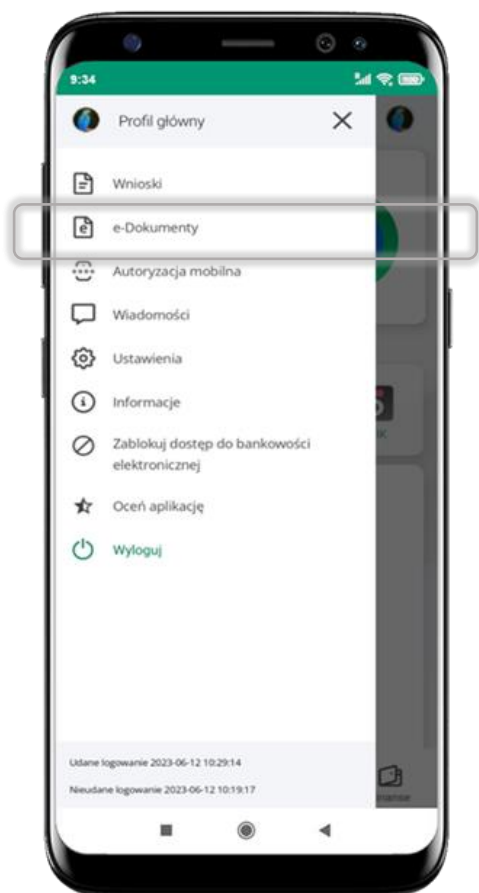 9:34
Profil główny
Wnioski
e-Dokumenty
Autoryzacja mobilna
Wiadomości
Ustawienia
Informacje
Zablokuj dostęp do bankowości
elektronicznej
Oceń aplikację
Wyloguj
Udane logowanie 2023-06-12 10:29:14
Nieudane logowanie 2023-06-12 10:19:17